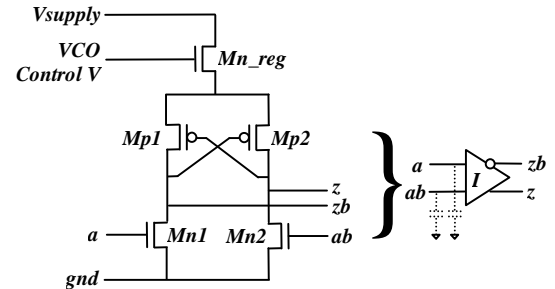 Vsupply
VCO
Control V
Mn_reg
Mp1
Mp2
z
zb
a
Mn1
Mn2
ab
gnd
a
ab
I
zb
z